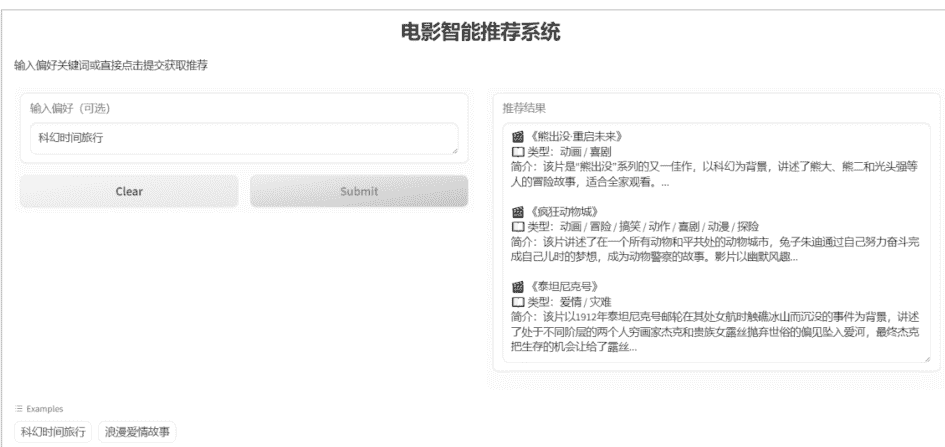 电影智能推荐系统
输入偏好关键词或直接点击提交获取推荐
输入偏好（可选）
科幻时间旅行
Clear
Submit
推荐结果
🎬 《熊出没·重启未来》
类型：动画 / 喜剧
简介：该片是“熊出没”系列的又一佳作，以科幻为背景，讲述了熊大、熊二和光头强等
人的冒险故事，适合全家观看。...
🎬 《疯狂动物城》
类型：动画 / 冒险 / 搞笑 / 动作 / 喜剧 / 动漫 / 探险
简介：该片讲述了在一个所有动物和平共处的动物城市，兔子朱迪通过自己努力奋斗完
成自己儿时的梦想，成为动物警察的故事。影片以幽默风趣...
🎬 《泰坦尼克号》
类型：爱情 / 灾难
简介：该片以1912年泰坦尼克号邮轮在其处女航时触礁冰山而沉没的事件为背景，讲述
了处于不同阶层的两个人穷画家杰克和贵族女露丝抛弃世俗的偏见坠入爱河，最终杰克
把生存的机会让给了露丝...
Examples
科幻时间旅行
浪漫爱情故事